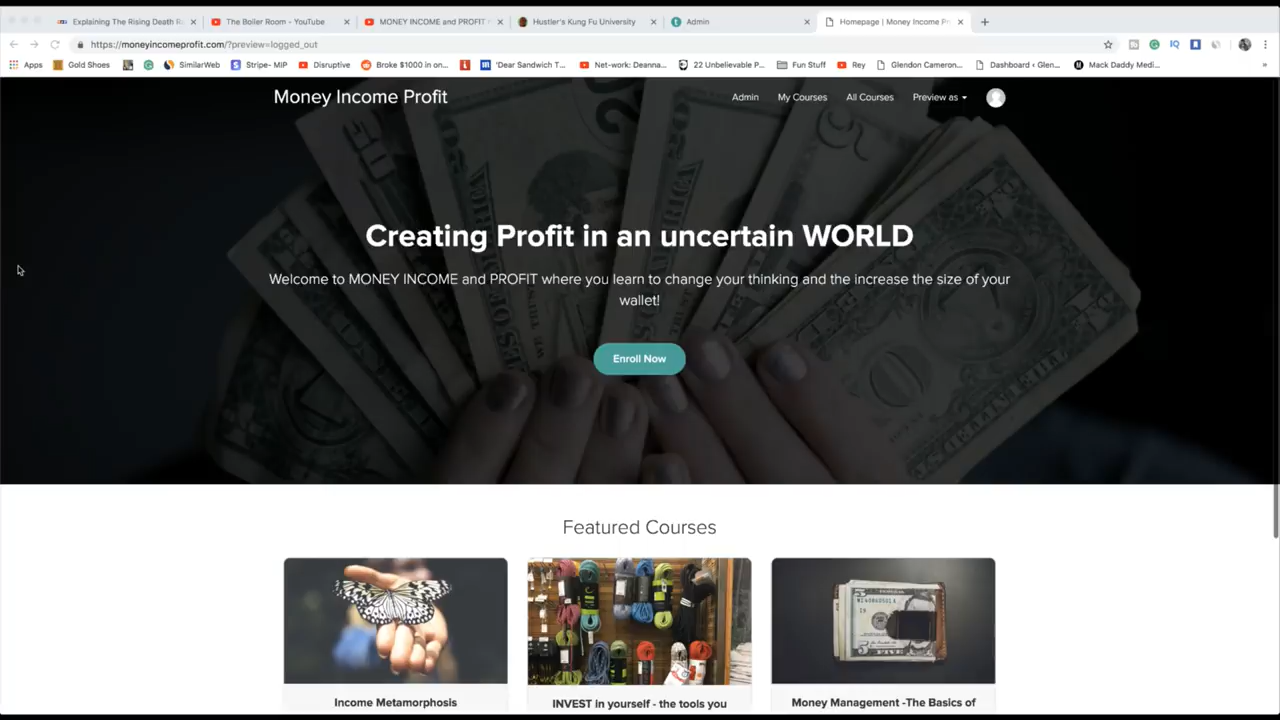 Explaining The Rising Death R
The Boiler Room - YouTube
MONEY INCOME and PROFIT
Hustler's Kung Fu University
Admin
Homepage | Money Income Pr
https://moneyincomeprofit.com/?preview=logged_out
Apps
Gold Shoes
SimilarWeb
Stripe- MIP
Disruptive
Broke $1000 in on...
'Dear Sandwich T...
Net-work: Deanna...
22 Unbelievable P...
Fun Stuff
Rey
Glendon Cameron...
Dashboard ‹ Glen...
Mack Daddy Medi...
Money Income Profit
Admin
My Courses
All Courses
Preview as
Creating Profit in an uncertain WORLD
Welcome to MONEY INCOME and PROFIT where you learn to change your thinking and the increase the size of your
wallet!
Enroll Now
Featured Courses
Income Metamorphosis
INVEST in yourself - the tools you
Money Management -The Basics of